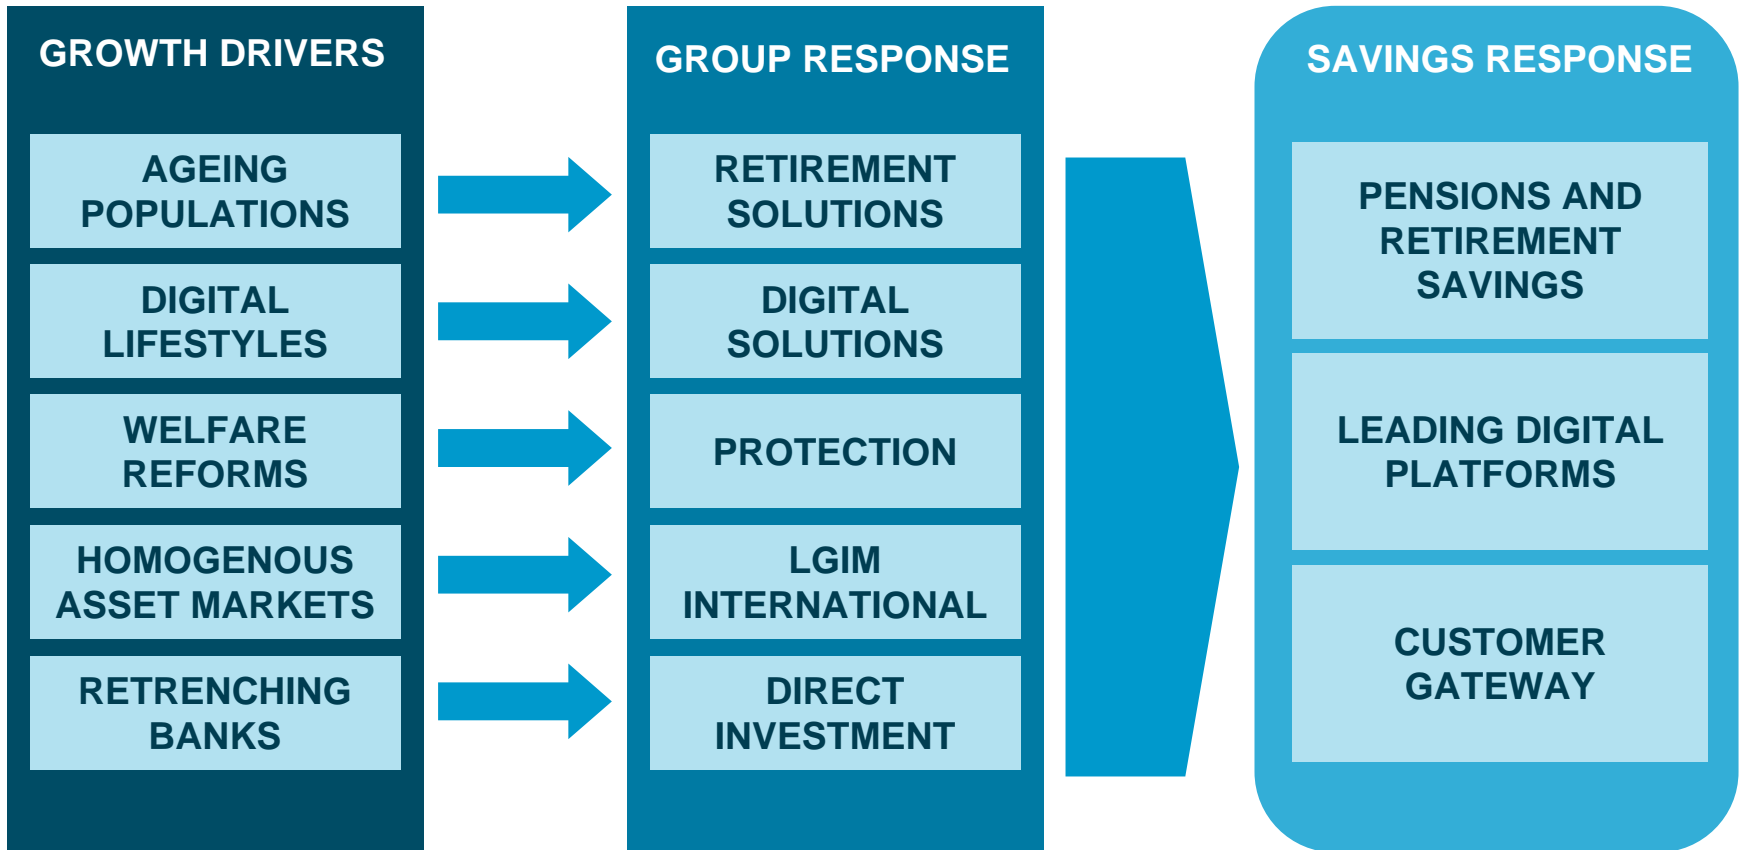 GROWTH DRIVERS
AGEING
POPULATIONS
DIGITAL
LIFESTYLES
WELFARE
REFORMS
HOMOGENOUS
ASSET MARKETS
RETRENCHING
BANKS
GROUP RESPONSE
RETIREMENT
SOLUTIONS
DIGITAL
SOLUTIONS
PROTECTION
LGIM
INTERNATIONAL
DIRECT
INVESTMENT
SAVINGS RESPONSE
PENSIONS AND
RETIREMENT
SAVINGS
LEADING DIGITAL
PLATFORMS
CUSTOMER
GATEWAY